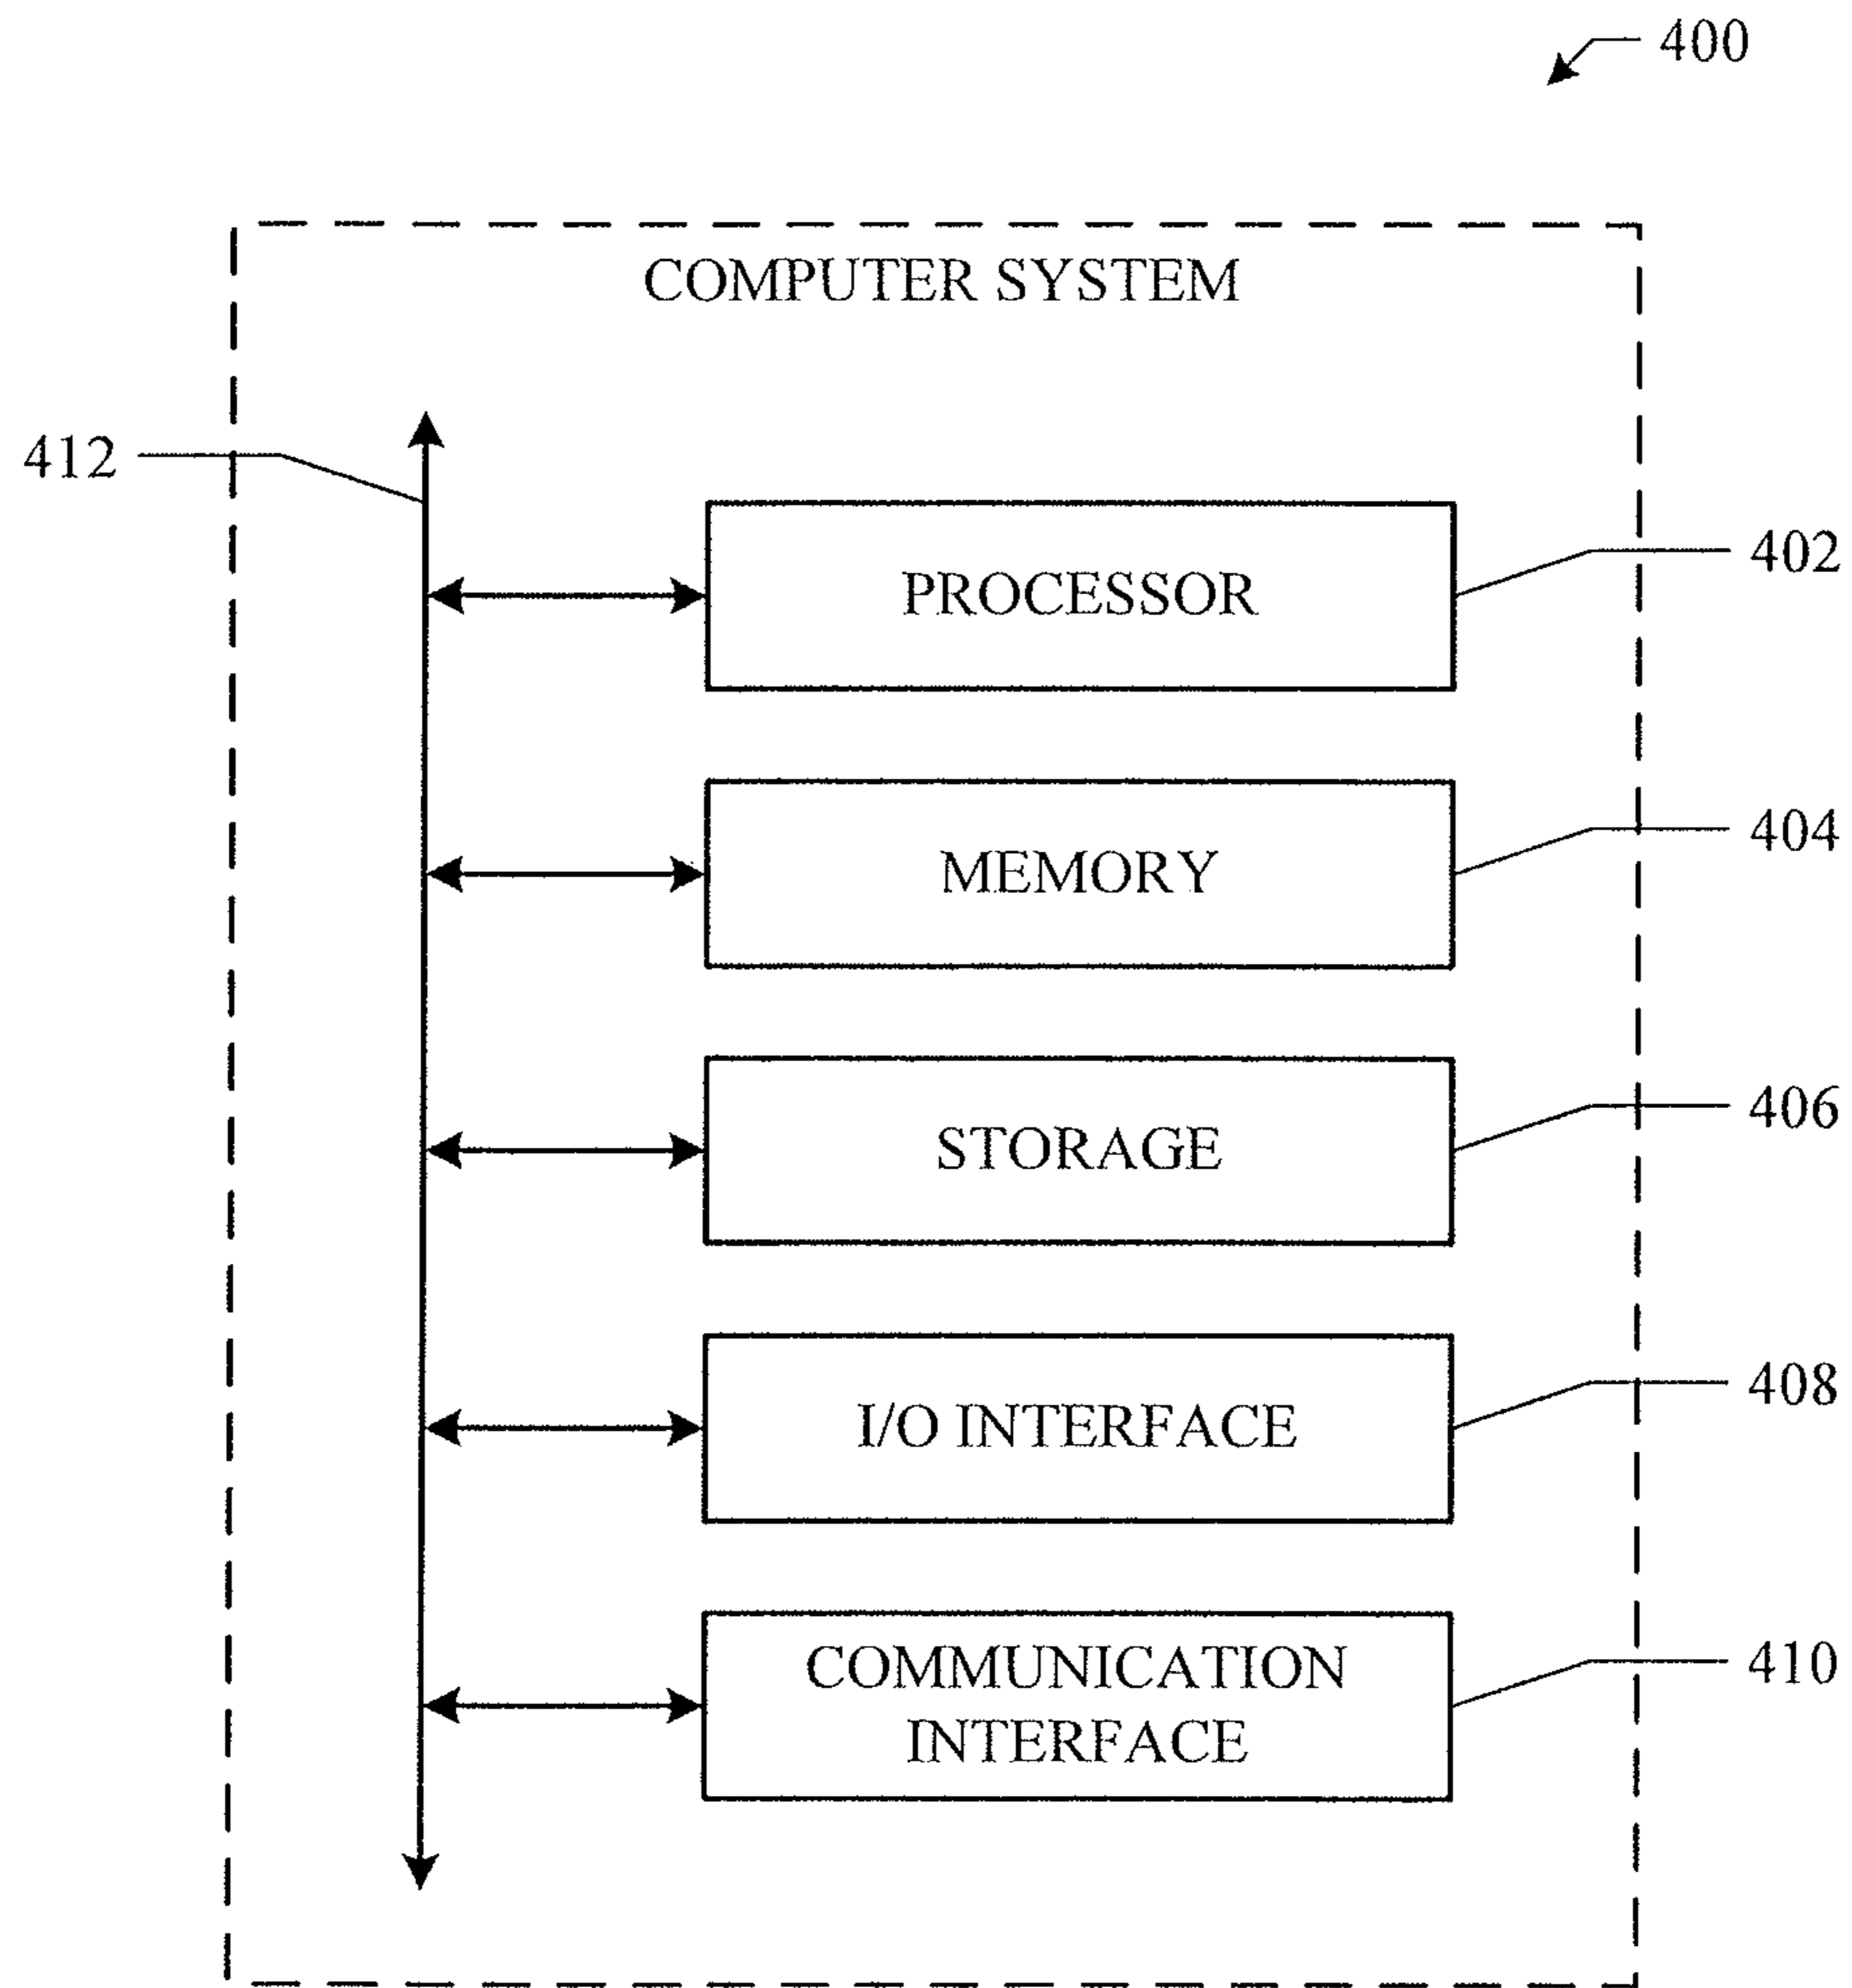 400
COMPUTER SYSTEM
412
PROCESSOR
402
MEMORY
404
STORAGE
406
I/O INTERFACE
408
COMMUNICATION
INTERFACE
410